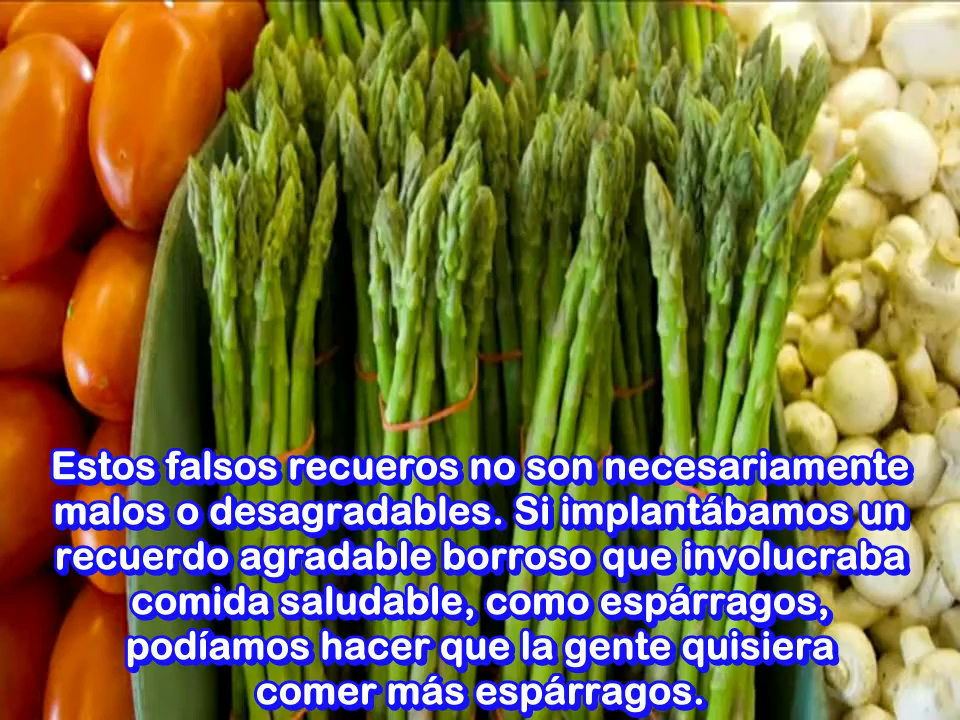 Estos falsos recueros no son necesariamente
malos o desagradables. Si implantábamos un
recuerdo agradable borroso que involucraba
comida saludable, como espárragos,
podíamos hacer que la gente quisiera
comer más espárragos.